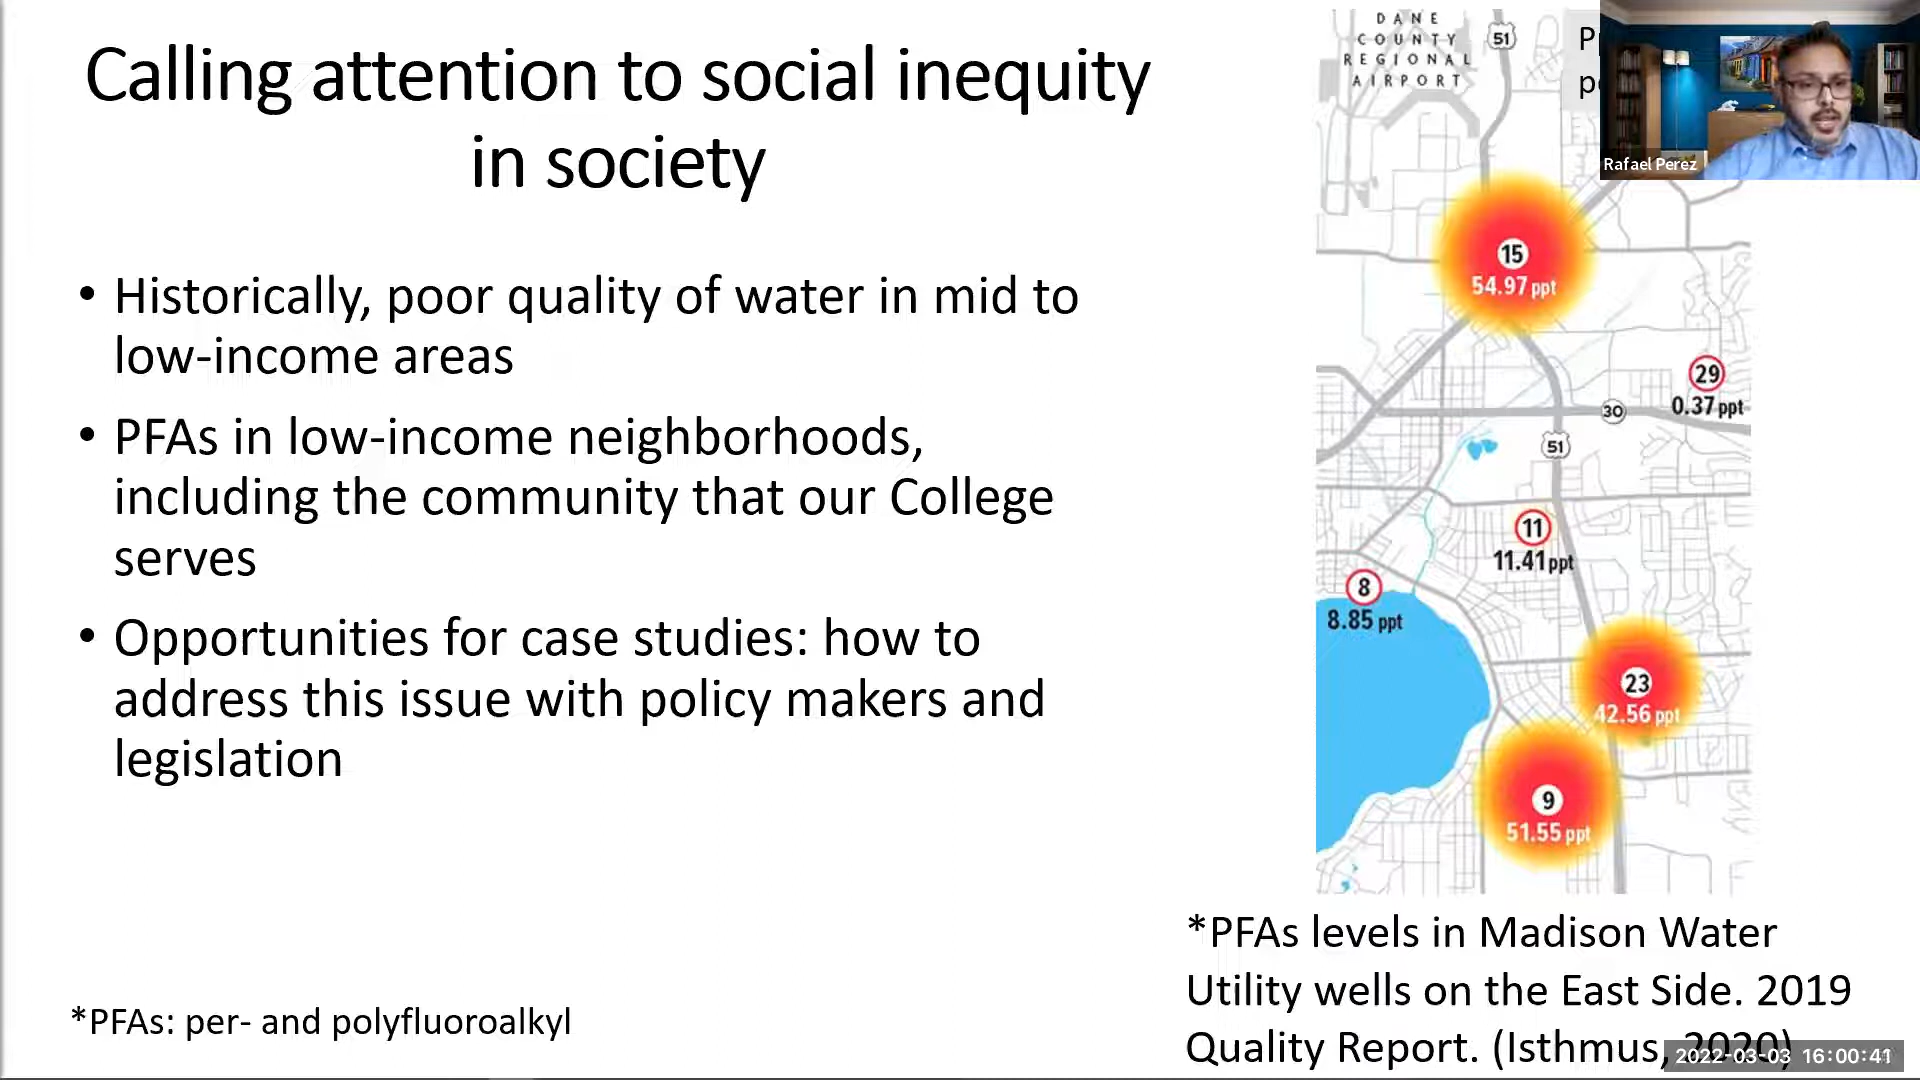 Calling attention to social inequity
in society
• Historically, poor quality of water in mid to
low-income areas
• PFAs in low-income neighborhoods,
including the community that our College
serves
• Opportunities for case studies: how to
address this issue with policy makers and
legislation
*PFAs: per- and polyfluoroalkyl
DANE
COUNTY
REGIONAL
AIRPORT
51
Rafael Perez
15
54.97 ppt
29
0.37 ppt
30
51
11
11.41 ppt
8
8.85 ppt
23
42.56 ppt
9
51.55 ppt
*PFAs levels in Madison Water
Utility wells on the East Side. 2019
Quality Report. (Isthmus, 2020)
2022-03-03 16:00:41